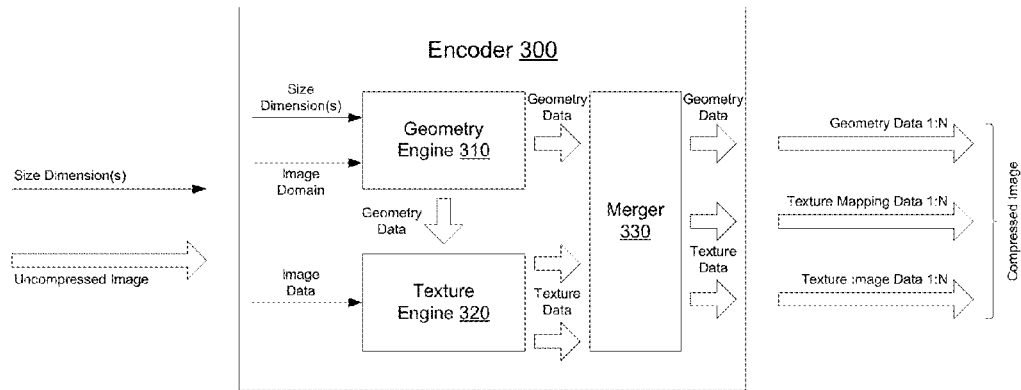 Encoder 300
Size
Dimension(s)
Geometry
Engine 310
Image
Domain
Geometry
Data
Geometry
Data
Geometry
Data
Merger
330
Image
Data
Texture
Engine 320
Texture
Data
Texture
Data
Size Dimension(s)
Uncompressed Image
Geometry Data 1:N
Texture Mapping Data 1:N
Texture Image Data 1:N
Compressed Image